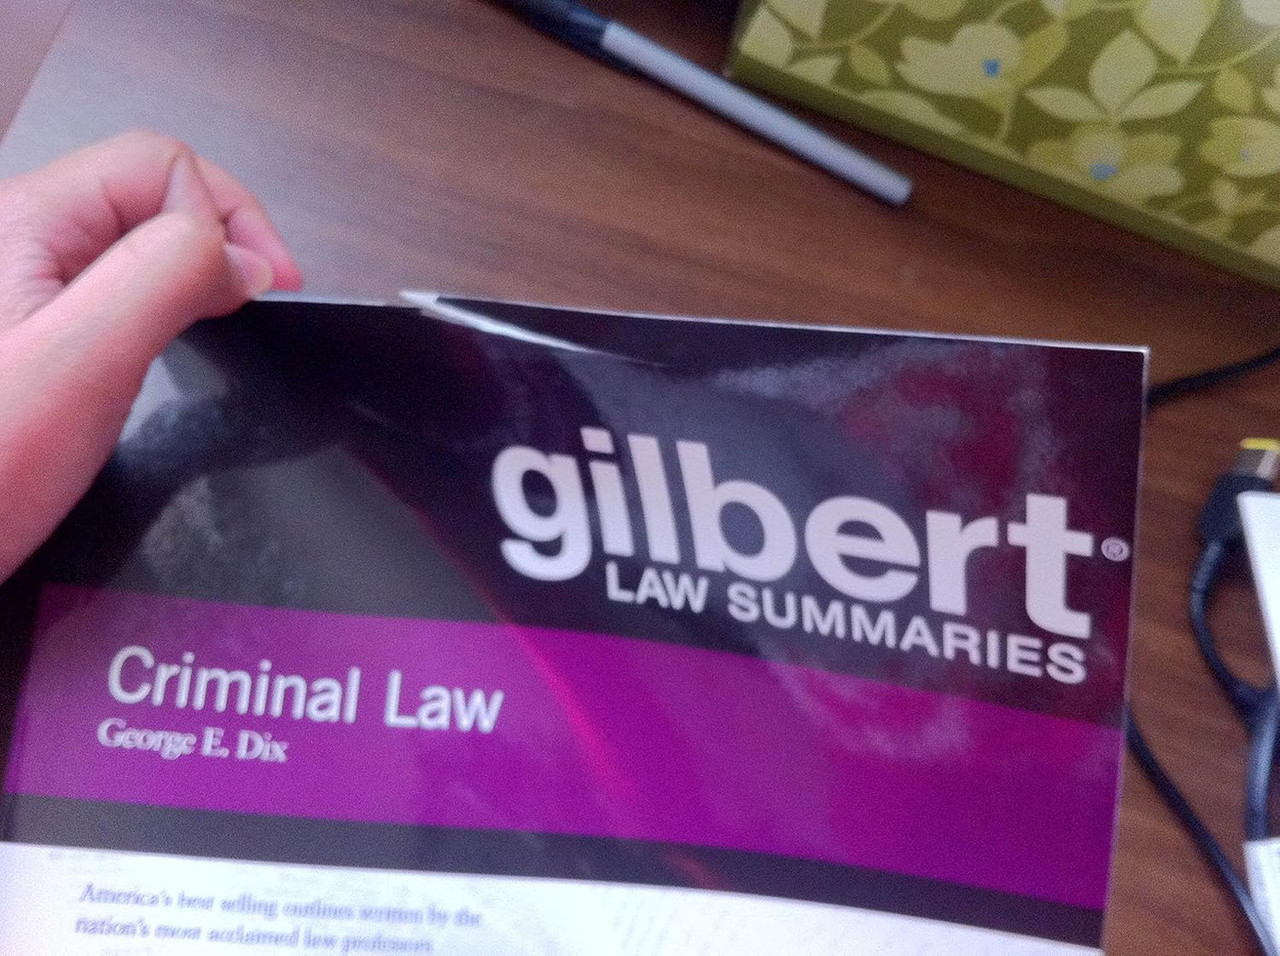 gilbert®
LAW SUMMARIES
Criminal Law
George E. Dix
America's best selling outlines written by the
nation's most acclaimed law professors